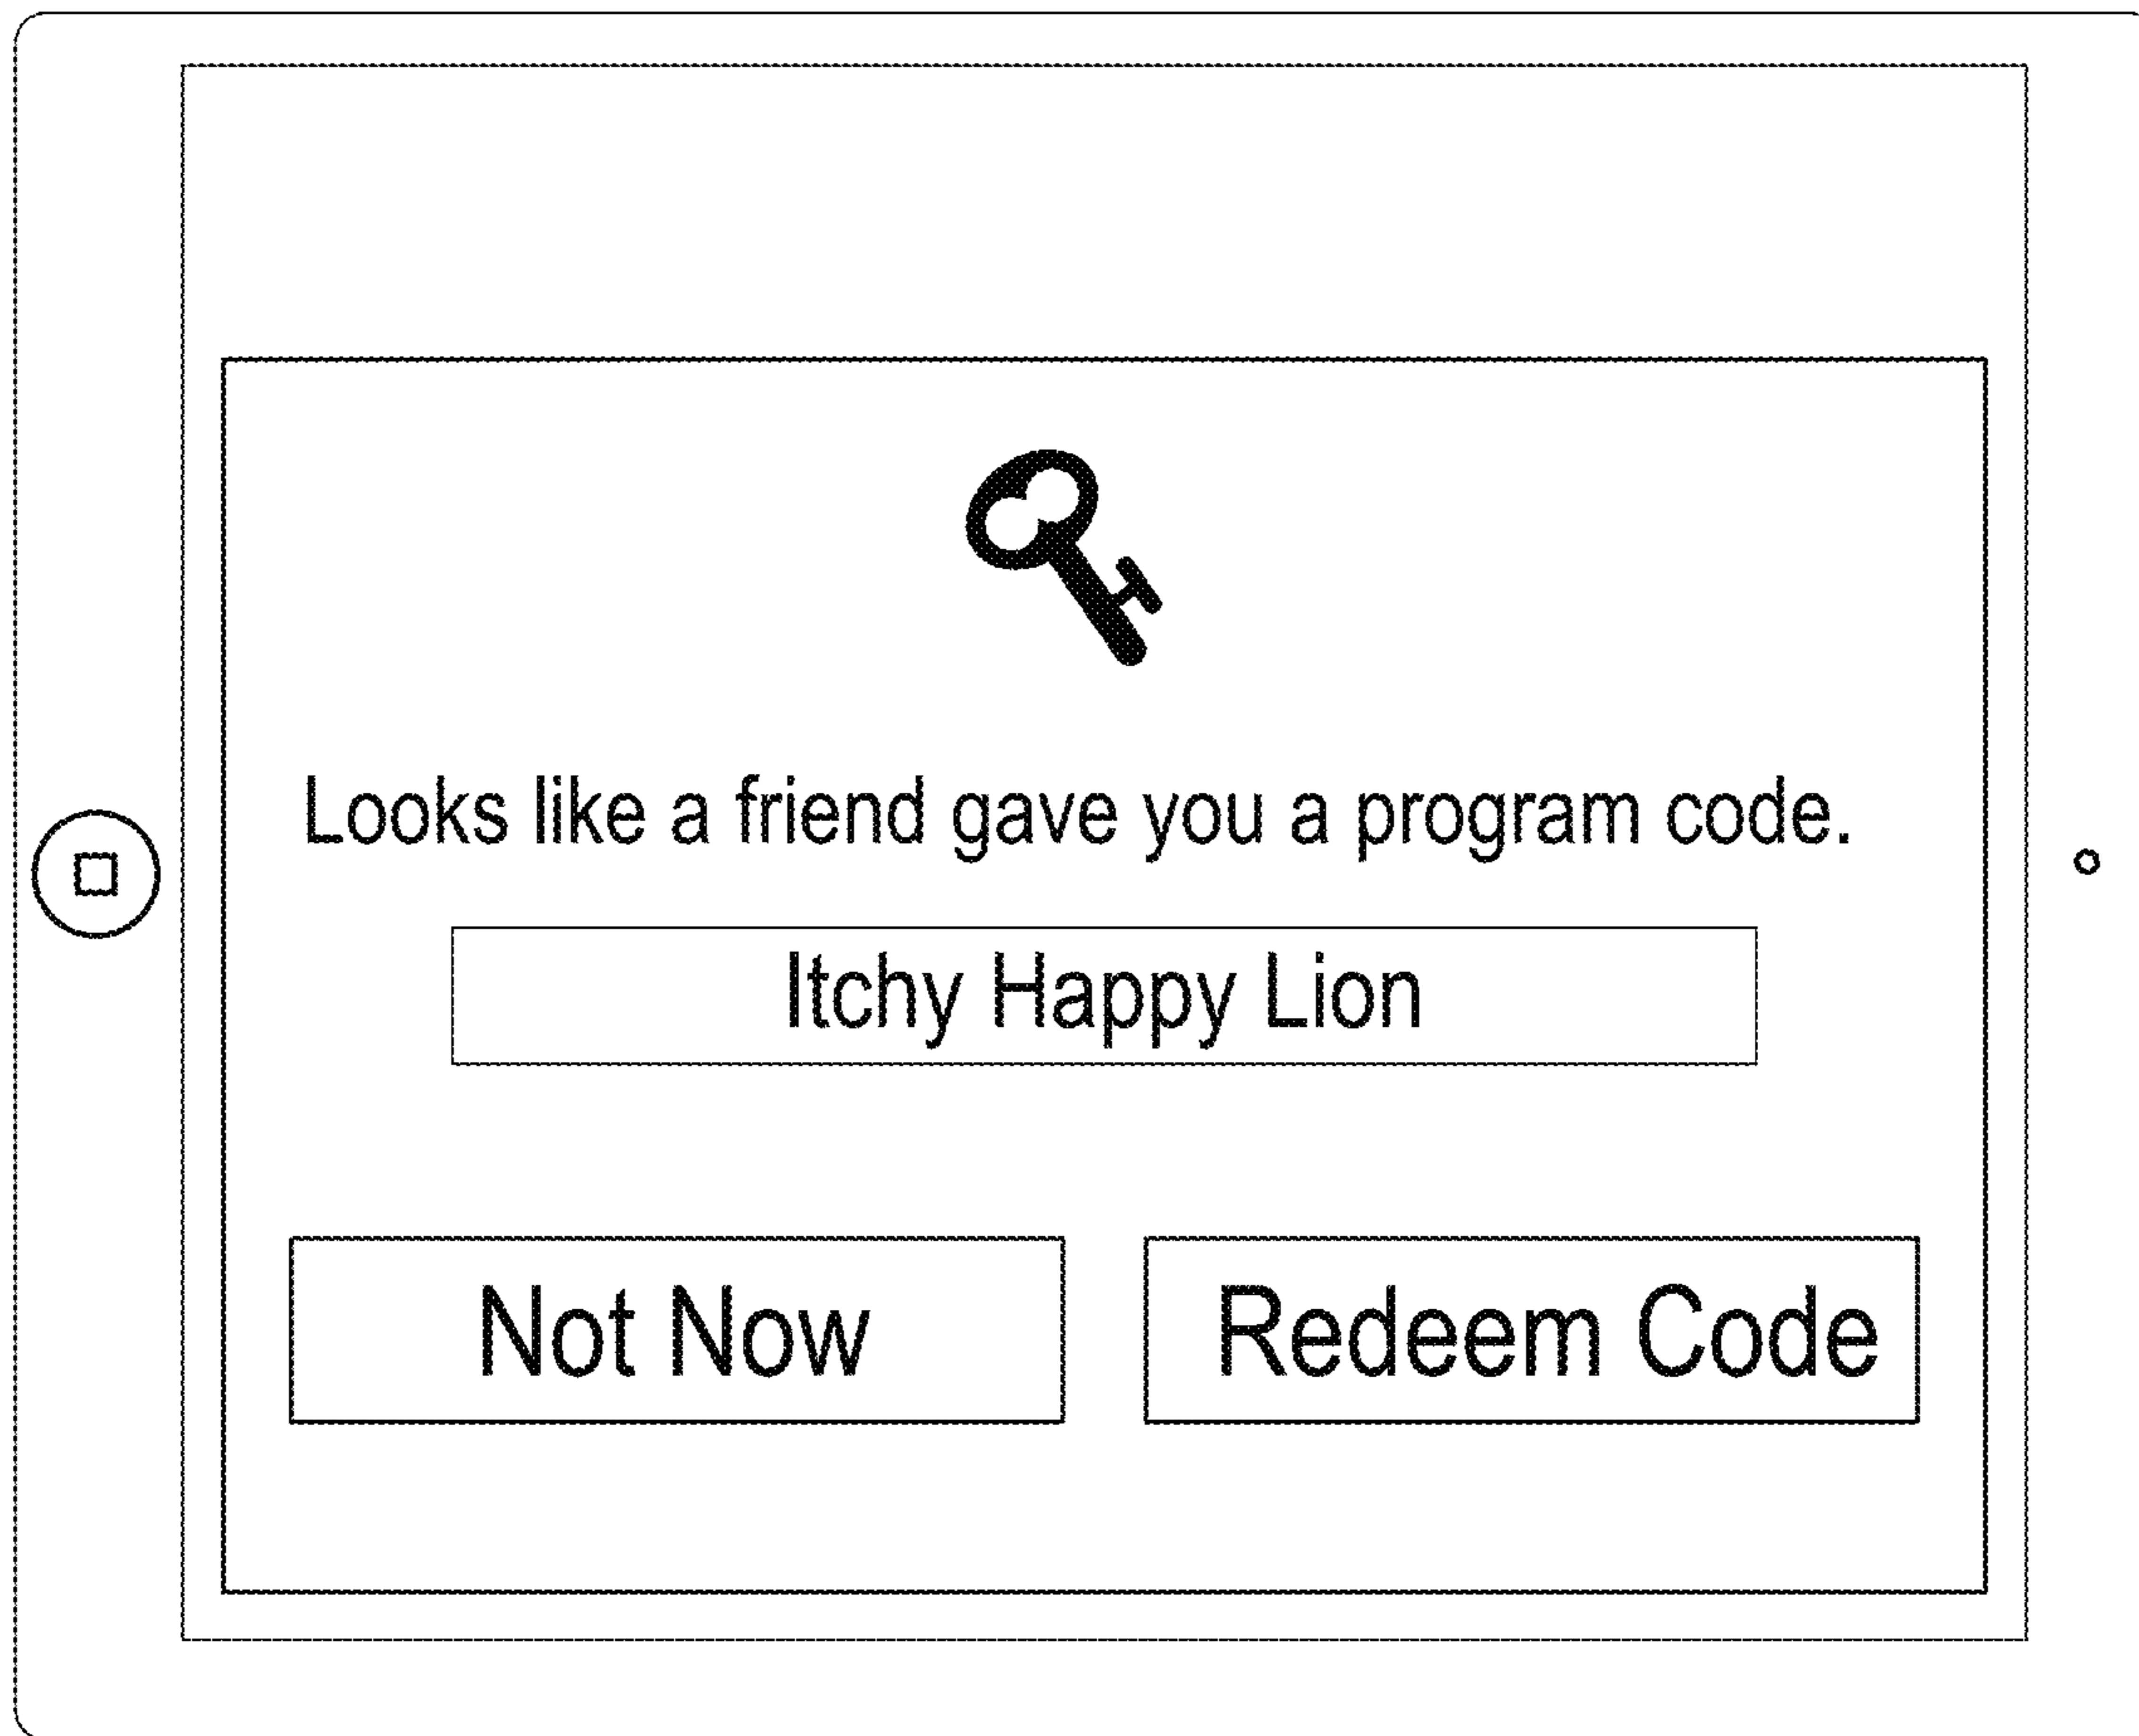 Looks like a friend gave you a program code.
Itchy Happy Lion
Not Now
Redeem Code